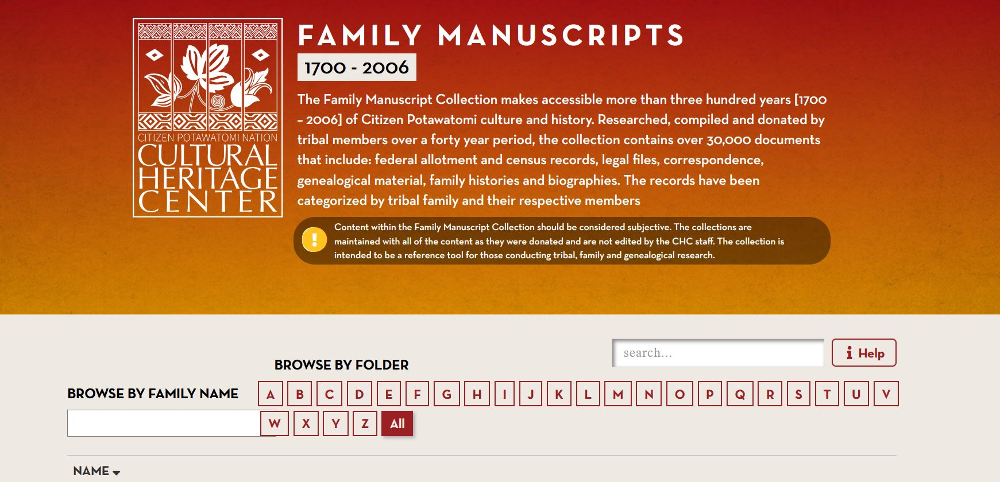 CITIZEN POTAWATOMI NATION
CULTURAL
HERITAGE
CENTER
FAMILY MANUSCRIPTS
1700 - 2006
The Family Manuscript Collection makes accessible more than three hundred years [1700
– 2006] of Citizen Potawatomi culture and history. Researched, compiled and donated by
tribal members over a forty year period, the collection contains over 30,000 documents
that include: federal allotment and census records, legal files, correspondence,
genealogical material, family histories and biographies. The records have been
categorized by tribal family and their respective members
Content within the Family Manuscript Collection should be considered subjective. The collections are
maintained with all of the content as they were donated and are not edited by the CHC staff. The collection is
intended to be a reference tool for those conducting tribal, family and genealogical research.
search...
Help
BROWSE BY FOLDER
BROWSE BY FAMILY NAME
A B C D E F G H I J K L M N O P Q R S T U V
W X Y Z All
NAME